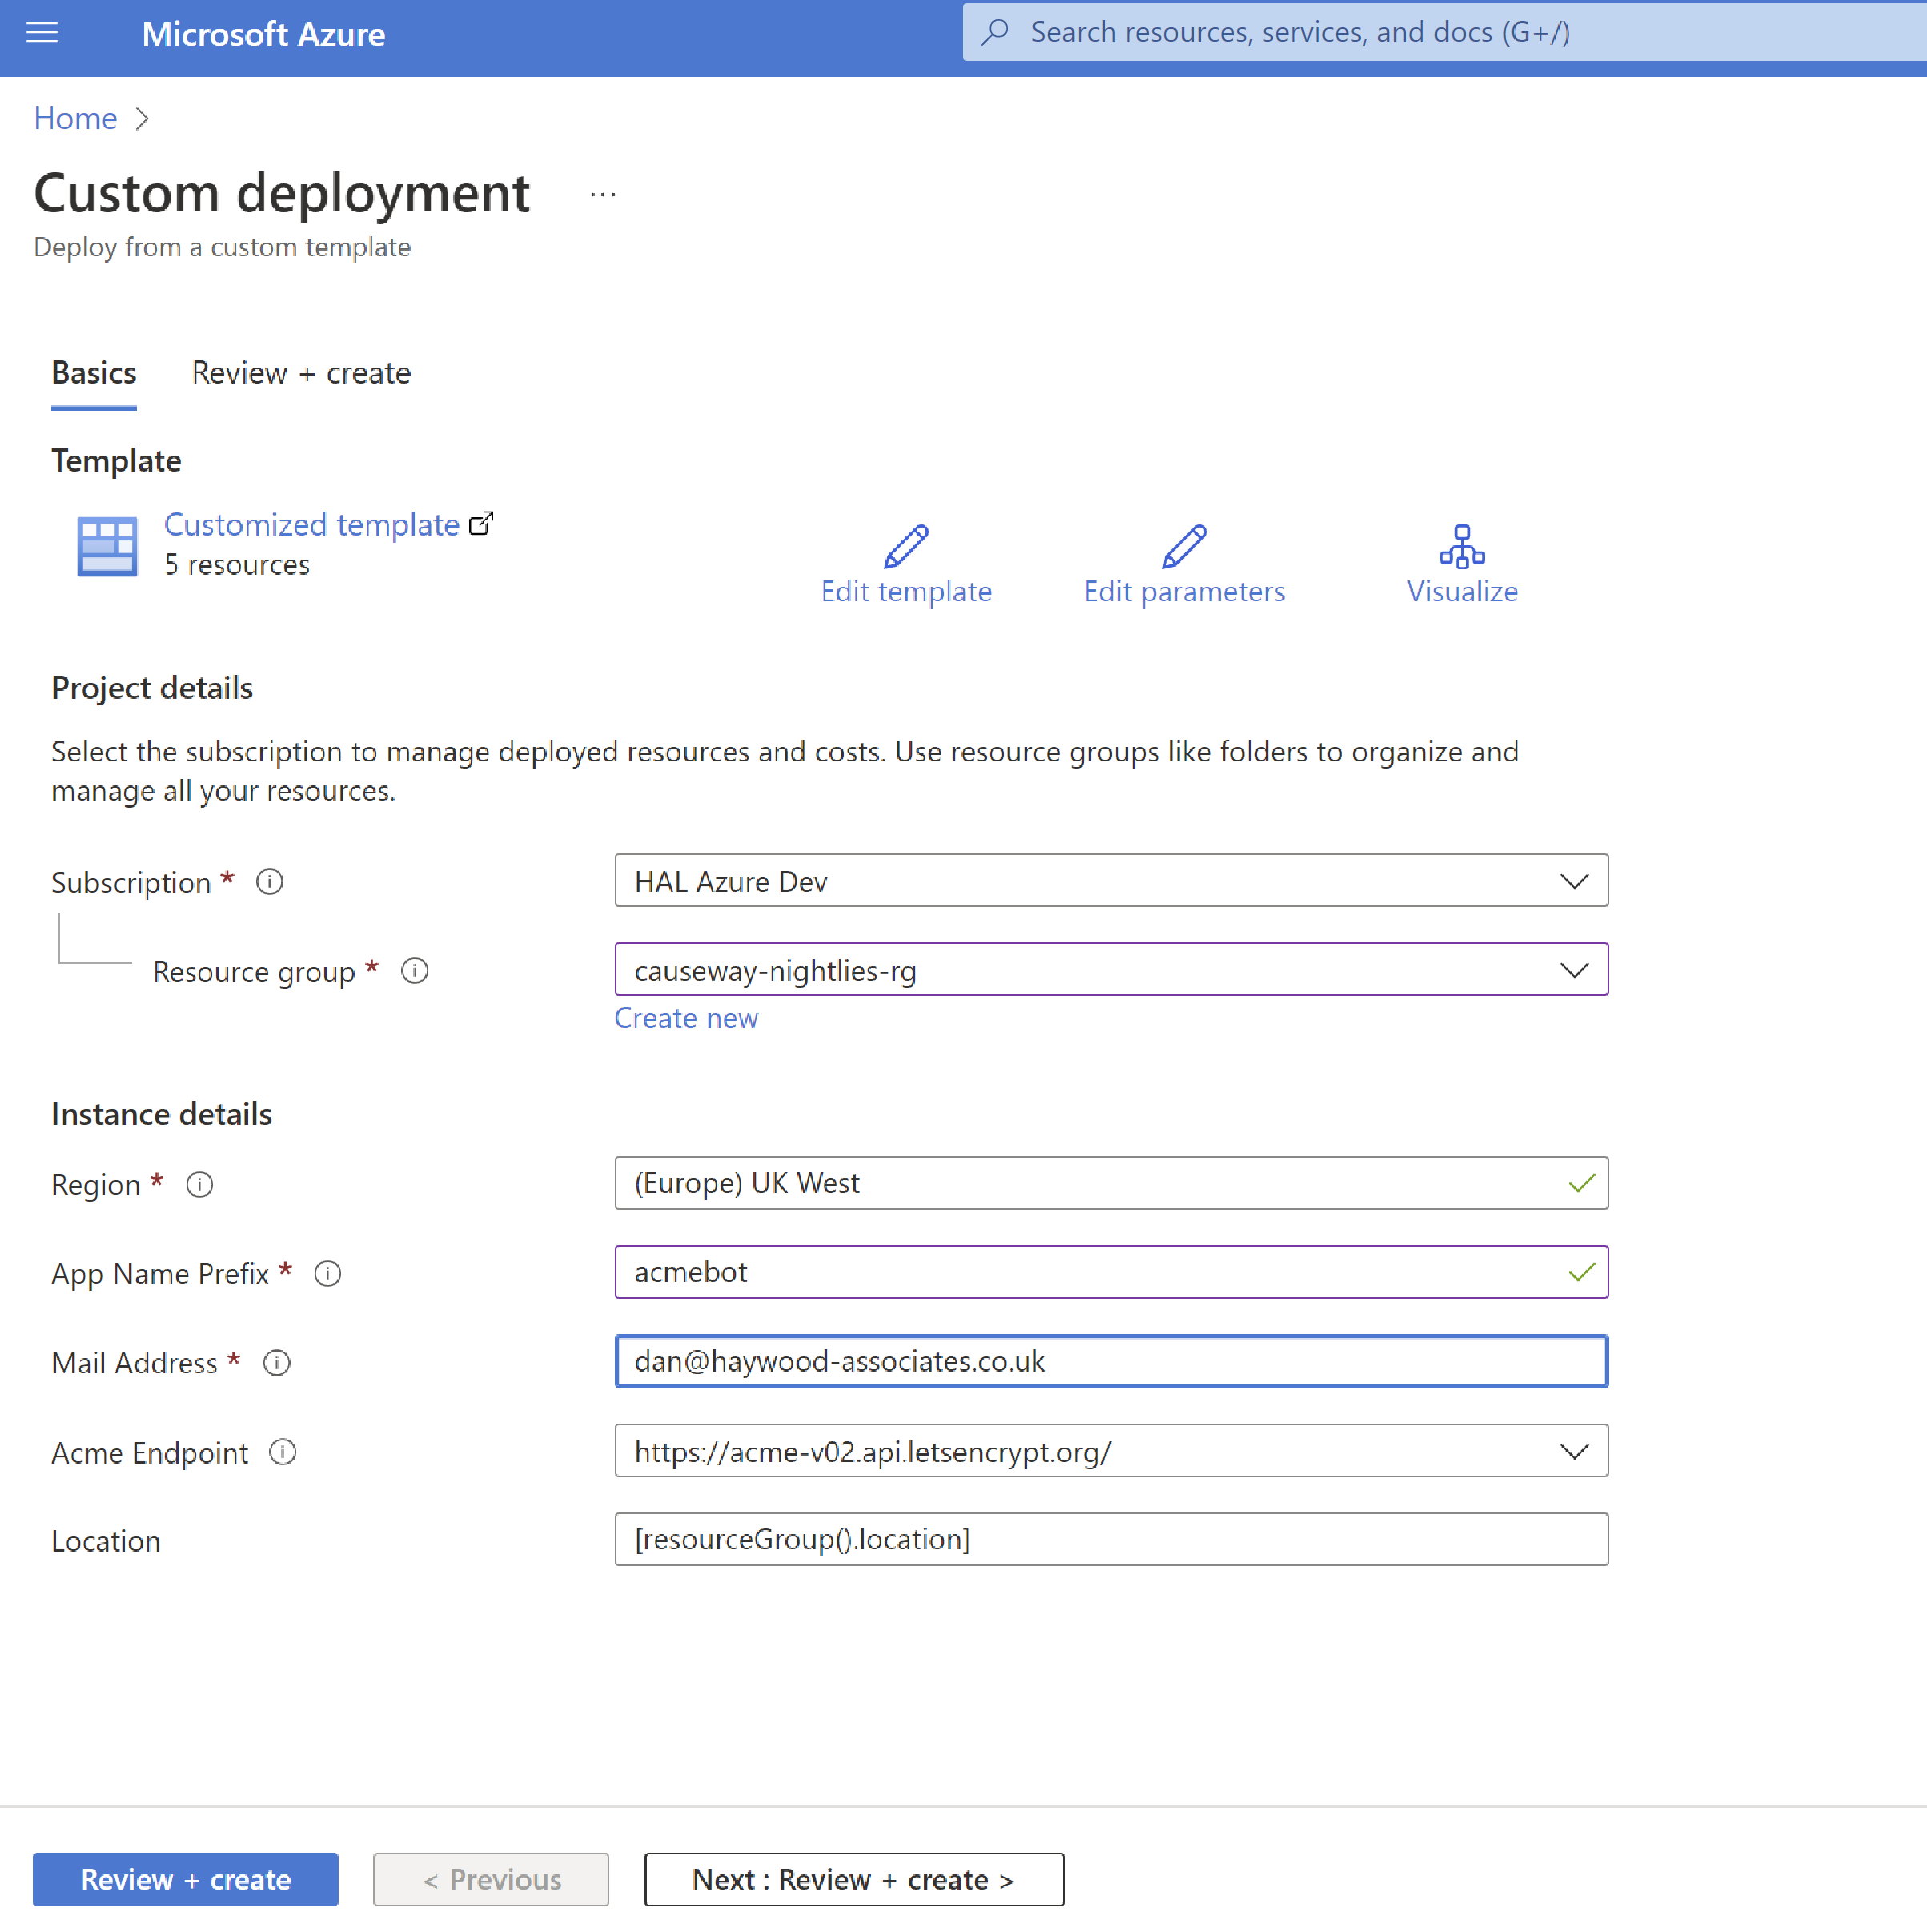 Microsoft Azure
Search resources, services, and docs (G+/)
Home
Custom deployment ...
Deploy from a custom template
Basics Review + create
Template
Customized template
5 resources
Edit template Edit parameters Visualize
Project details
Select the subscription to manage deployed resources and costs. Use resource groups like folders to organize and
manage all your resources.
Subscription * HAL Azure Dev
Resource group * causeway-nightlies-rg
Create new
Instance details
Region * (Europe) UK West
App Name Prefix * acmebot
Mail Address * dan@haywood-associates.co.uk
Acme Endpoint https://acme-v02.api.letsencrypt.org/
Location [resourceGroup().location]
Review + create < Previous Next : Review + create >